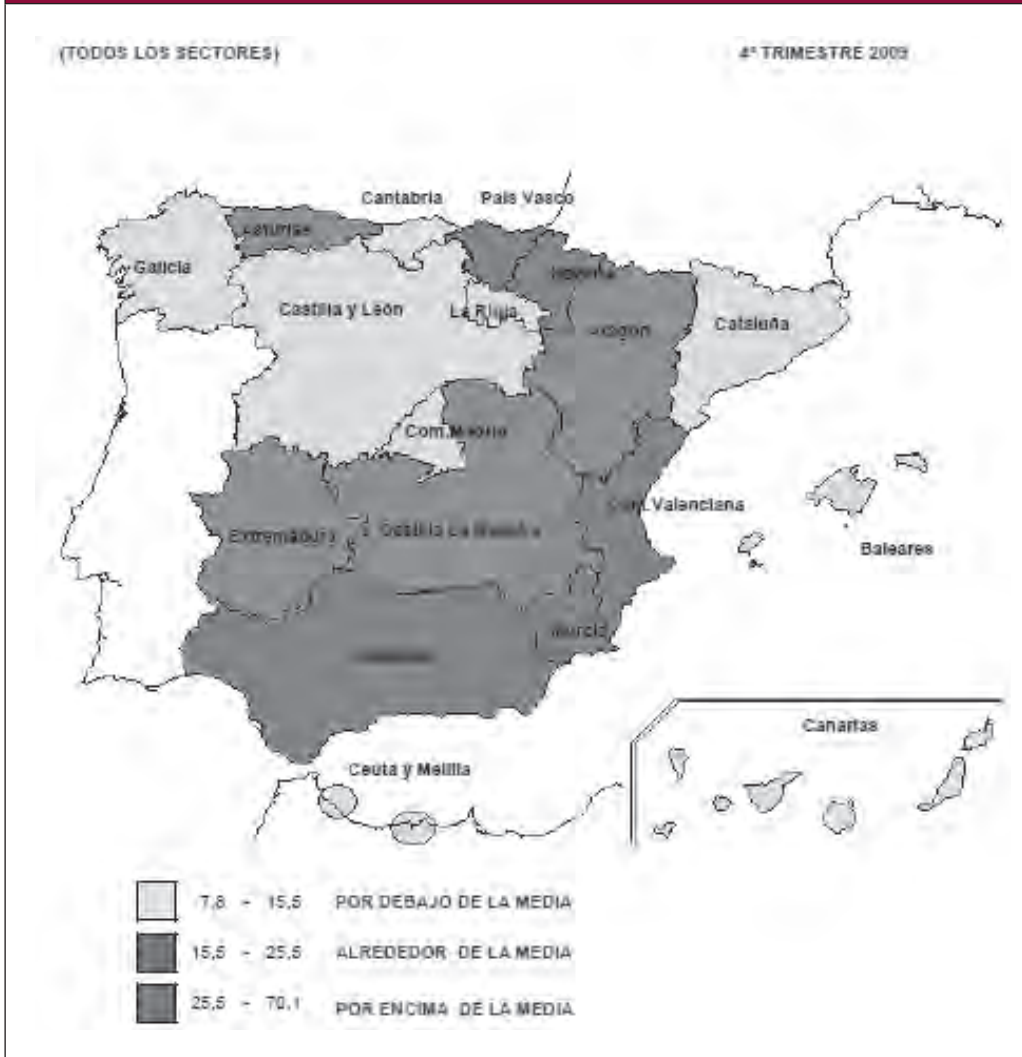 (TODOS LOS SECTORES)
4º TRIMESTRE 2009
Cantabria
País Vasco
Asturias
Galicia
Navarra
Castilla y León
La Rioja
Aragón
Cataluña
Com.Madrid
Com.Valenciana
Extremadura
Castilla La Mancha
Baleares
Murcia
Canarias
Ceuta y Melilla
7,8 - 15,5 POR DEBAJO DE LA MEDIA
15,5 - 25,5 ALREDEDOR DE LA MEDIA
25,5 - 70,1 POR ENCIMA DE LA MEDIA